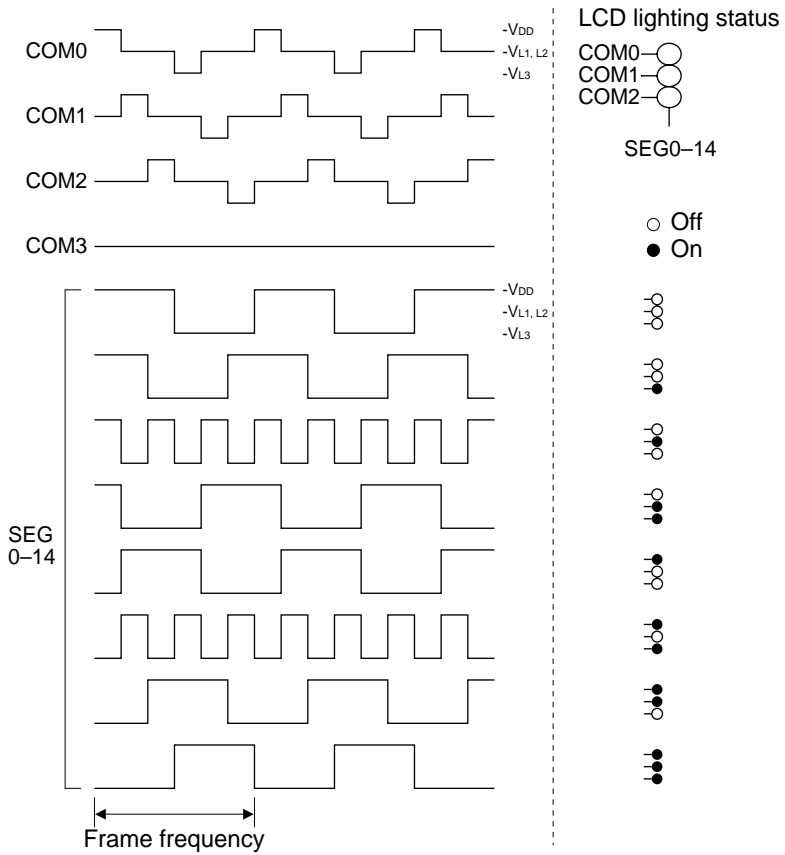 LCD lighting status
COM0
-VDD
-VL1, L2
-VL3
COM0
COM1
COM2
SEG0–14
COM1
COM2
Off
On
COM3
-VDD
-VL1, L2
-VL3
SEG
0–14
Frame frequency